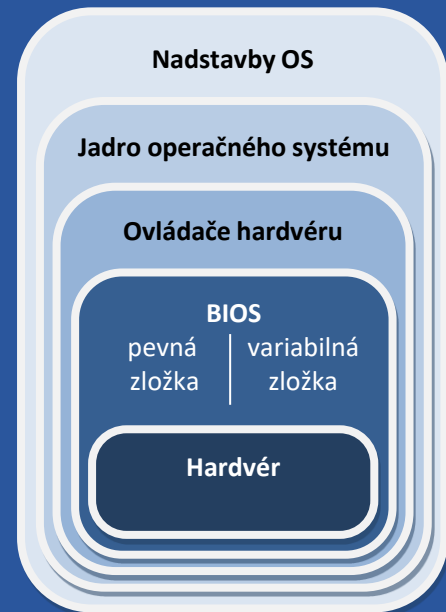 Nadstavby OS
Jadro operačného systému
Ovládače hardvéru
BIOS
pevná variabilná
zložka zložka
Hardvér